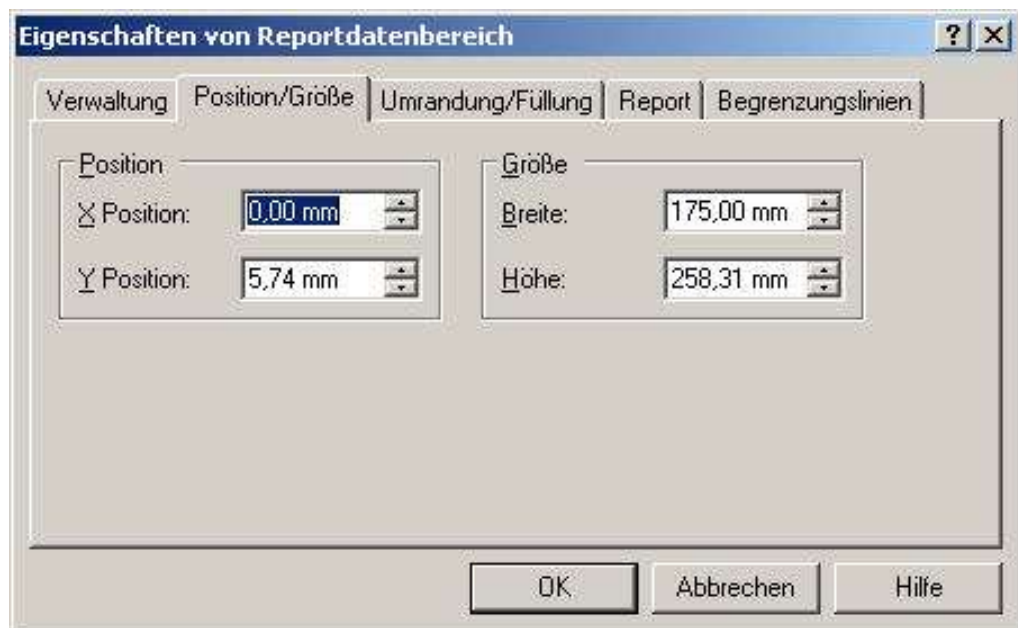 Eigenschaften von Reportdatenbereich
Verwaltung Position/Größe Umrandung/Füllung Report Begrenzungslinien
Position
X Position: 0,00 mm
Y Position: 5,74 mm
Größe
Breite: 175,00 mm
Höhe: 258,31 mm
OK Abbrechen Hilfe